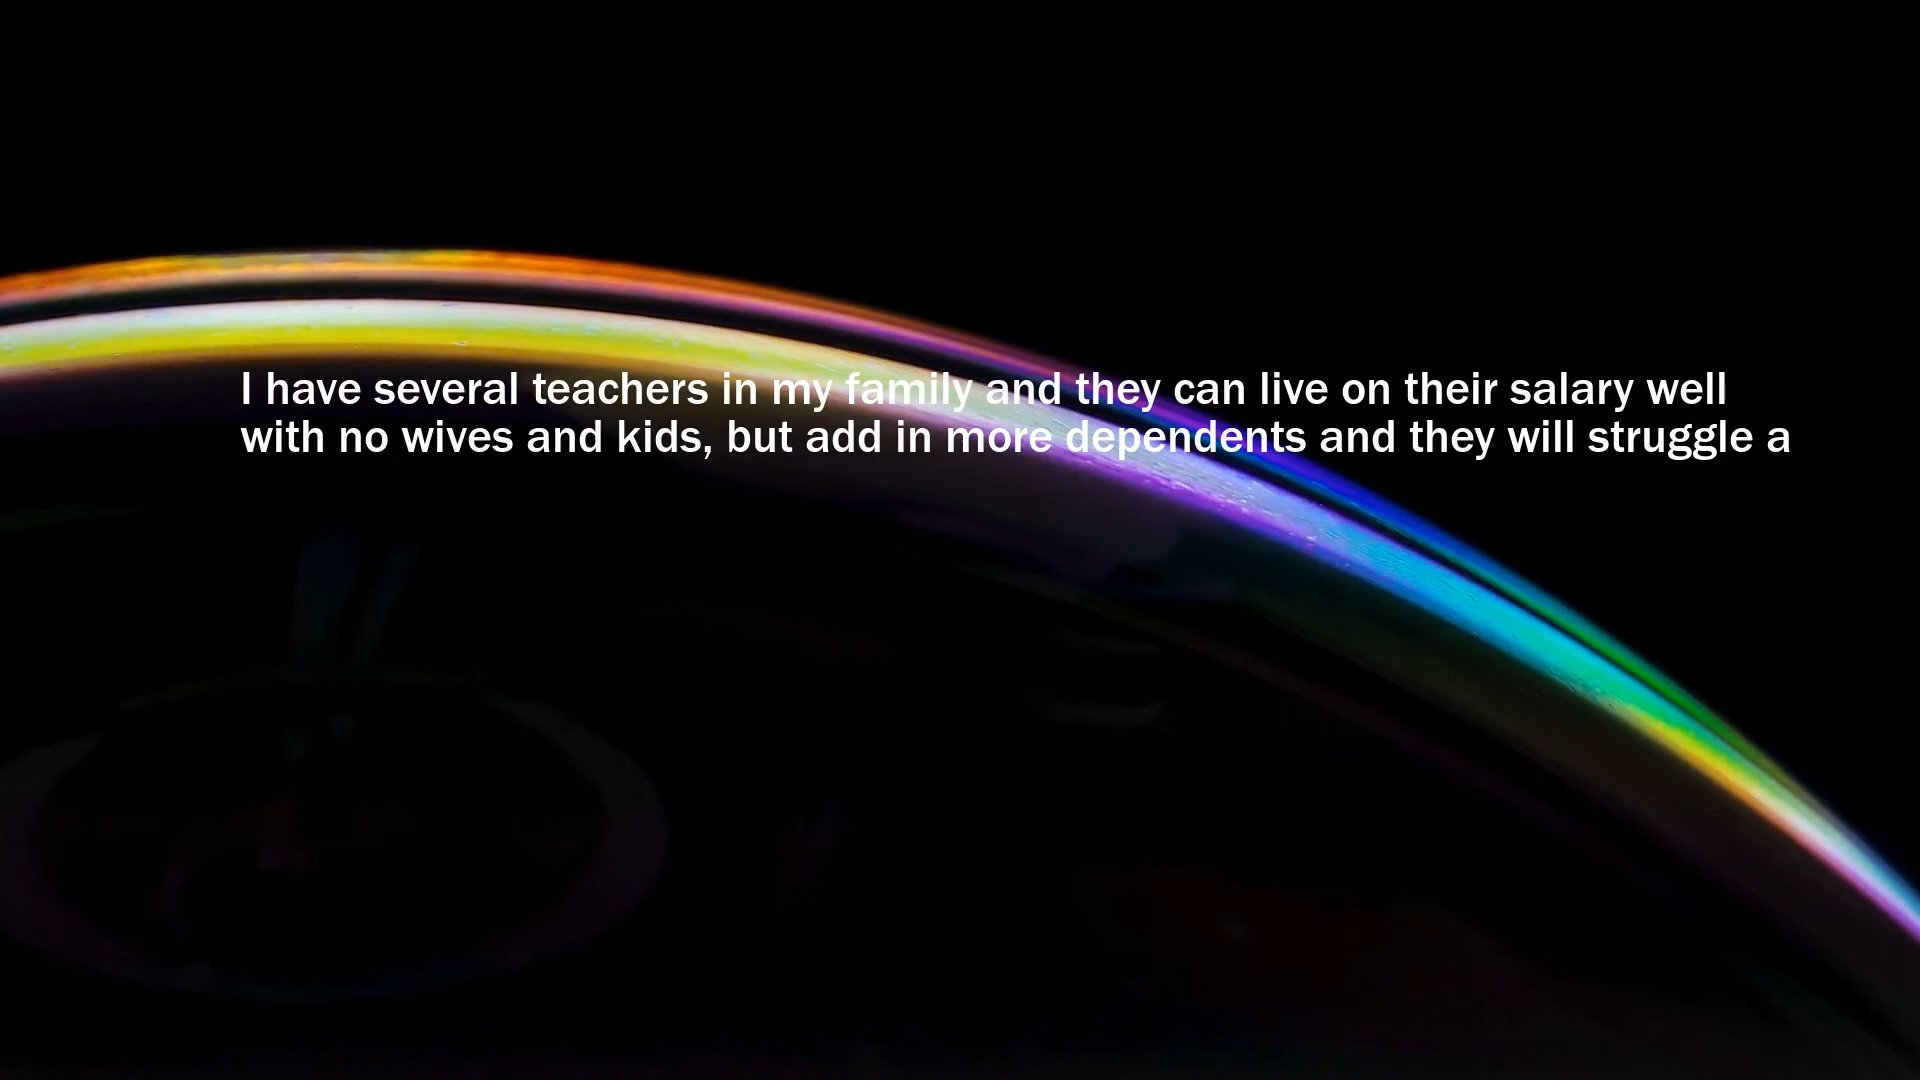 I have several teachers in my family and they can live on their salary well
with no wives and kids, but add in more dependents and they will struggle a